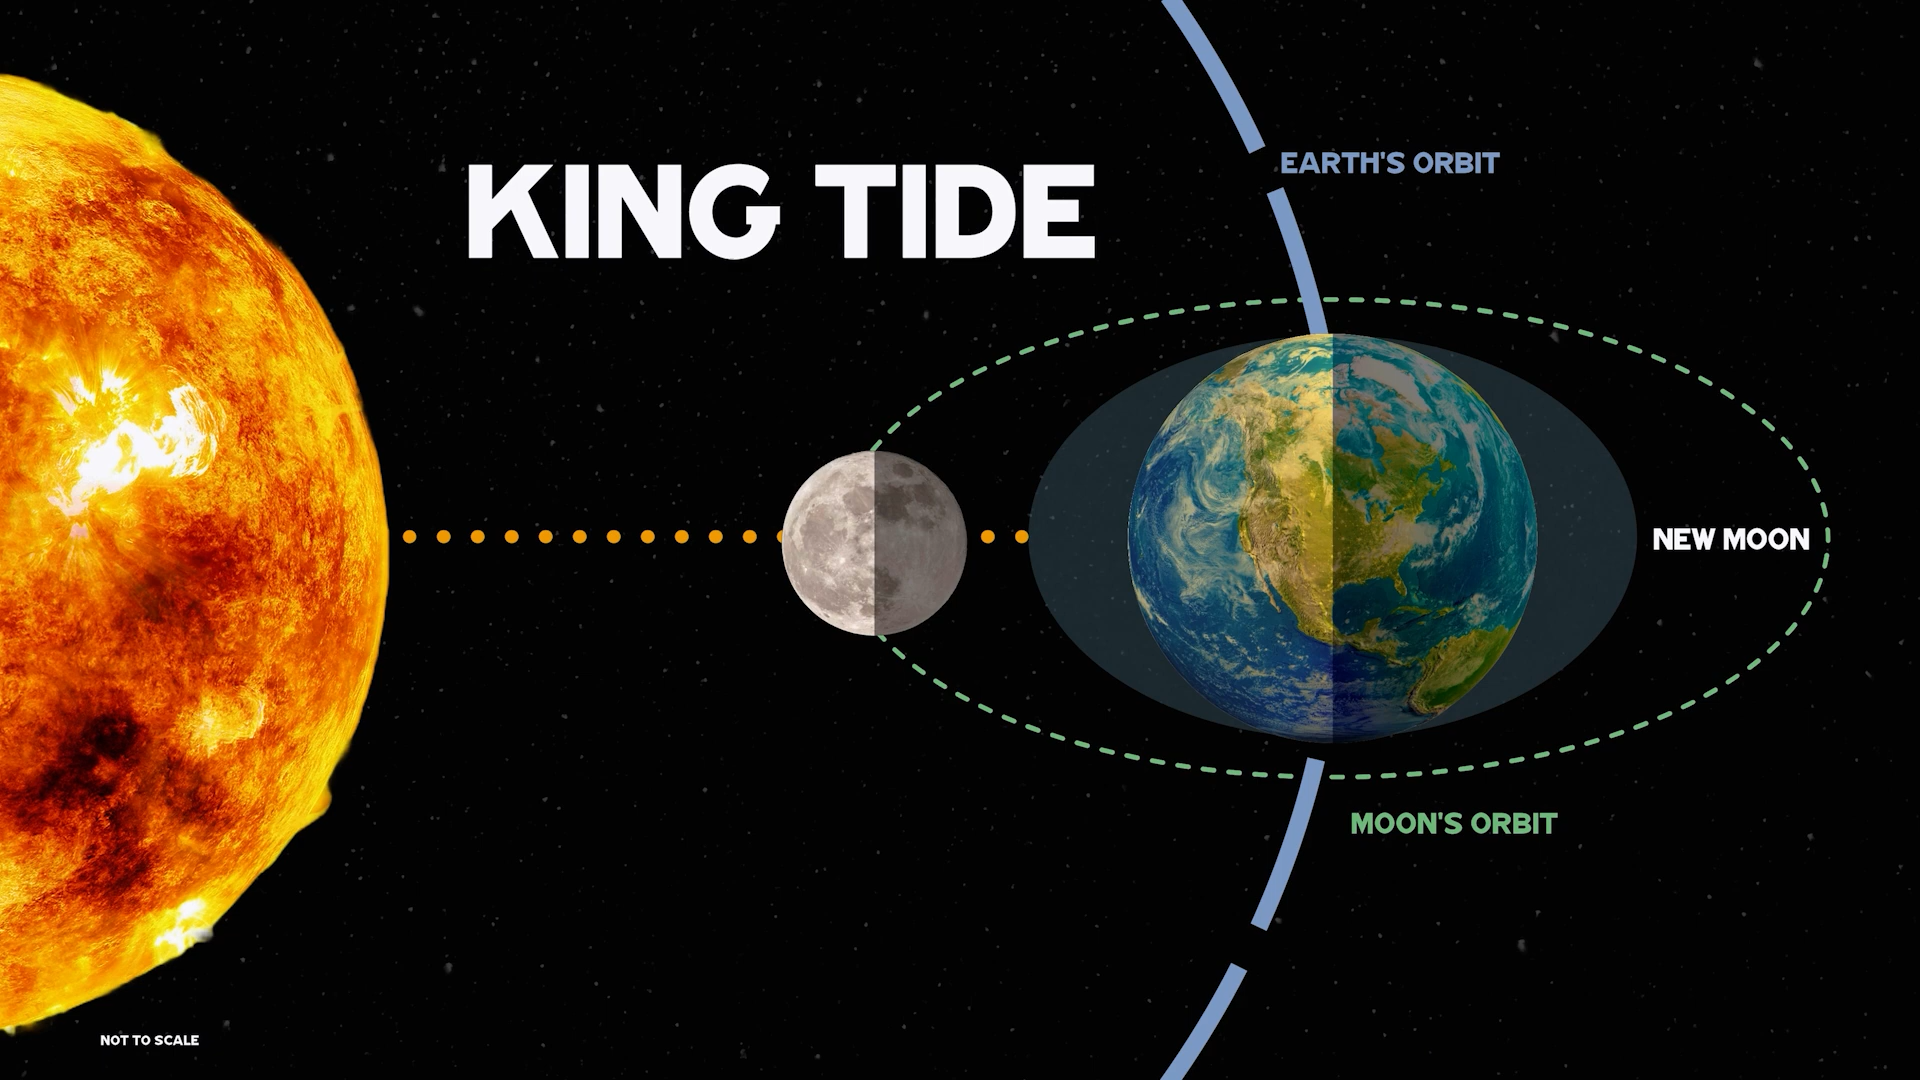 KING TIDE
EARTH'S ORBIT
NEW MOON
MOON'S ORBIT
NOT TO SCALE